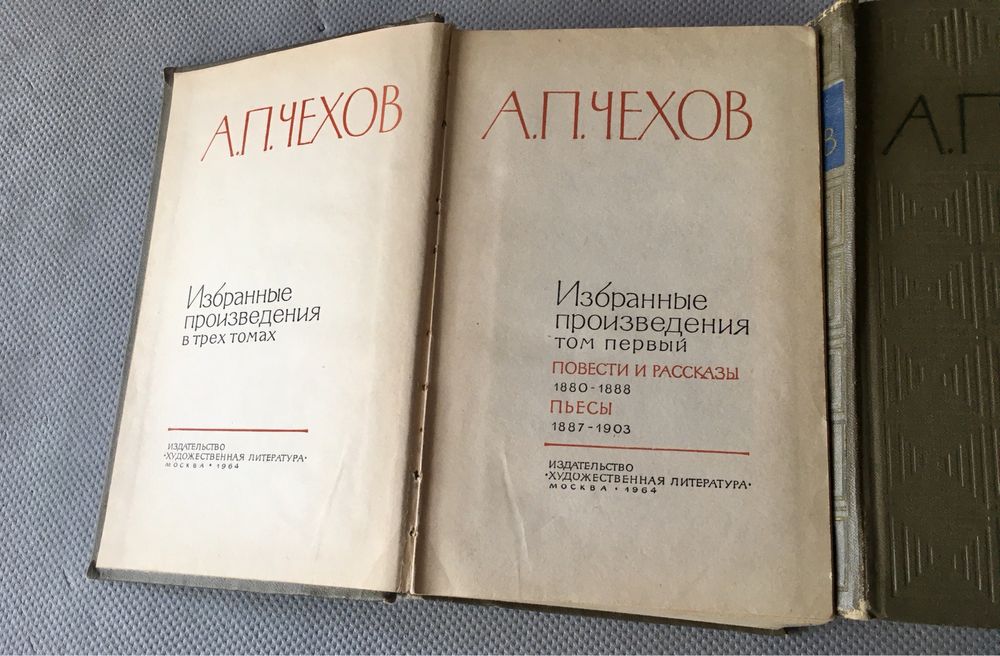 А.П.ЧЕХОВ
Избранные
произведения
в трех томах
ИЗДАТЕЛЬСТВО
•ХУДОЖЕСТВЕННАЯ ЛИТЕРАТУРА•
МОСКВА • 1964
А.П.ЧЕХОВ
Избранные
произведения
том первый
ПОВЕСТИ И РАССКАЗЫ
1880-1888
ПЬЕСЫ
1887-1903
ИЗДАТЕЛЬСТВО
•ХУДОЖЕСТВЕННАЯ ЛИТЕРАТУРА•
МОСКВА • 1964
А.П